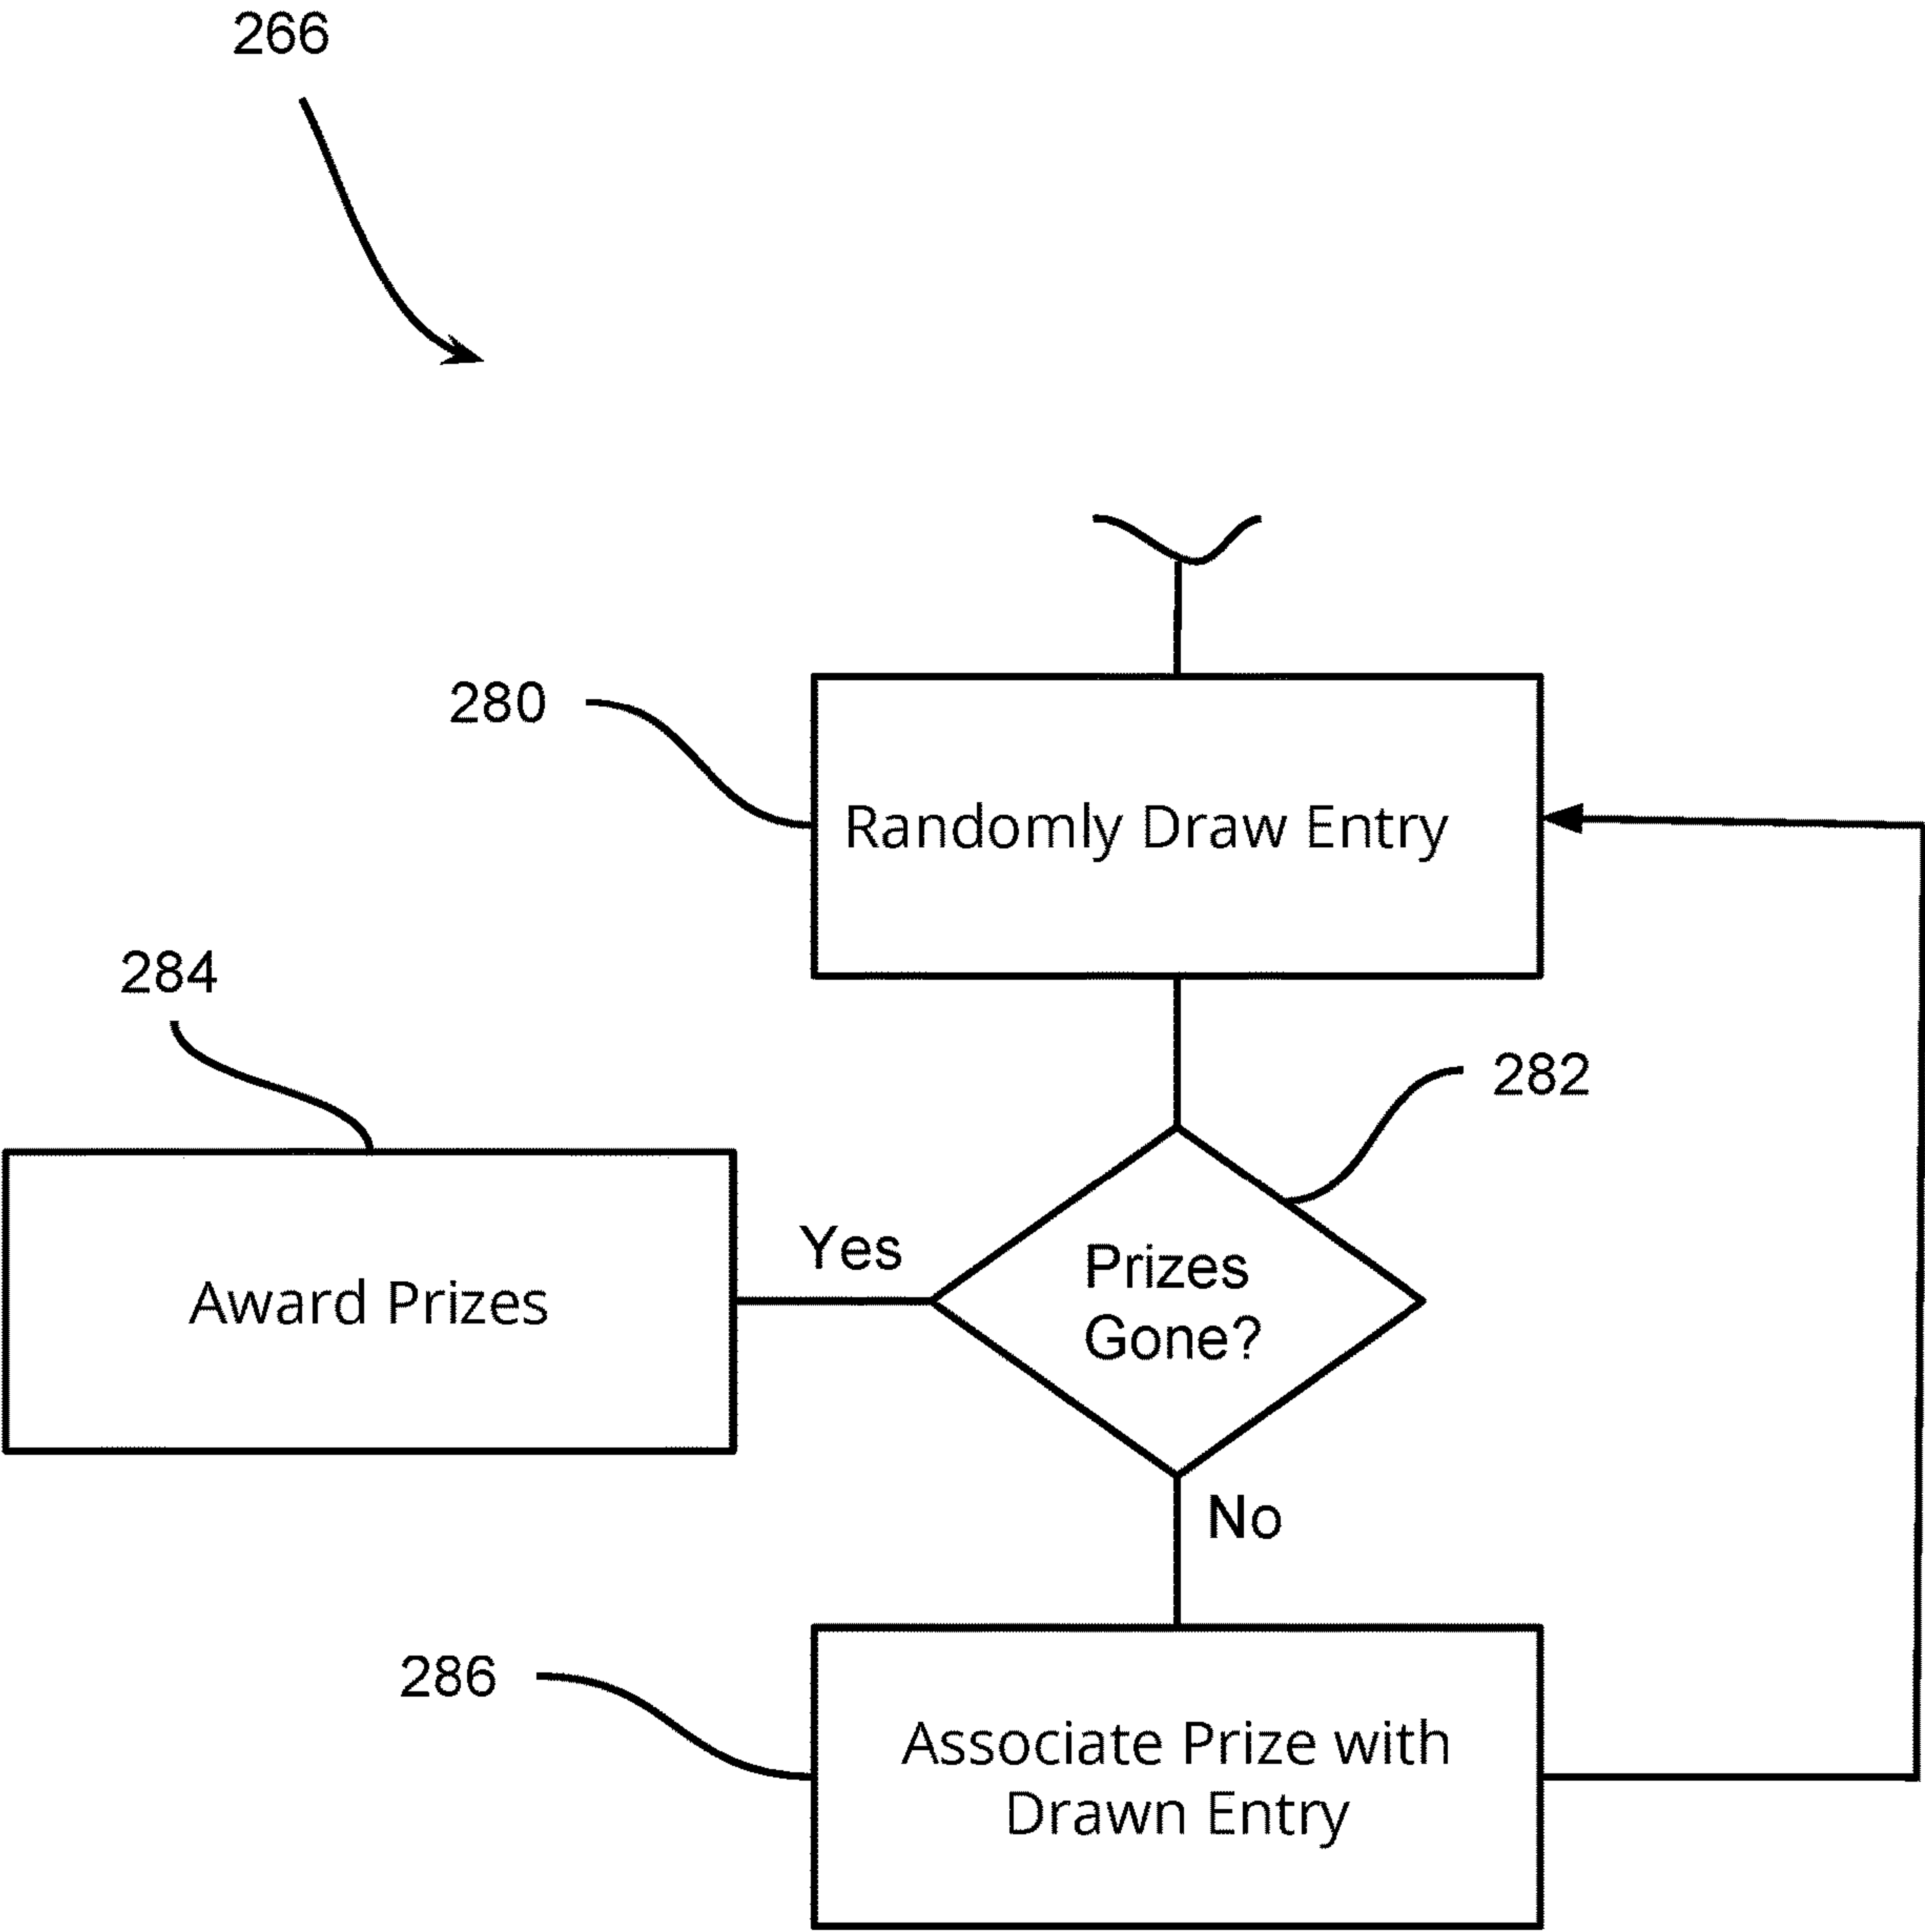 266
280
Randomly Draw Entry
284
282
Yes
Prizes
Gone?
Award Prizes
No
286
Associate Prize with
Drawn Entry